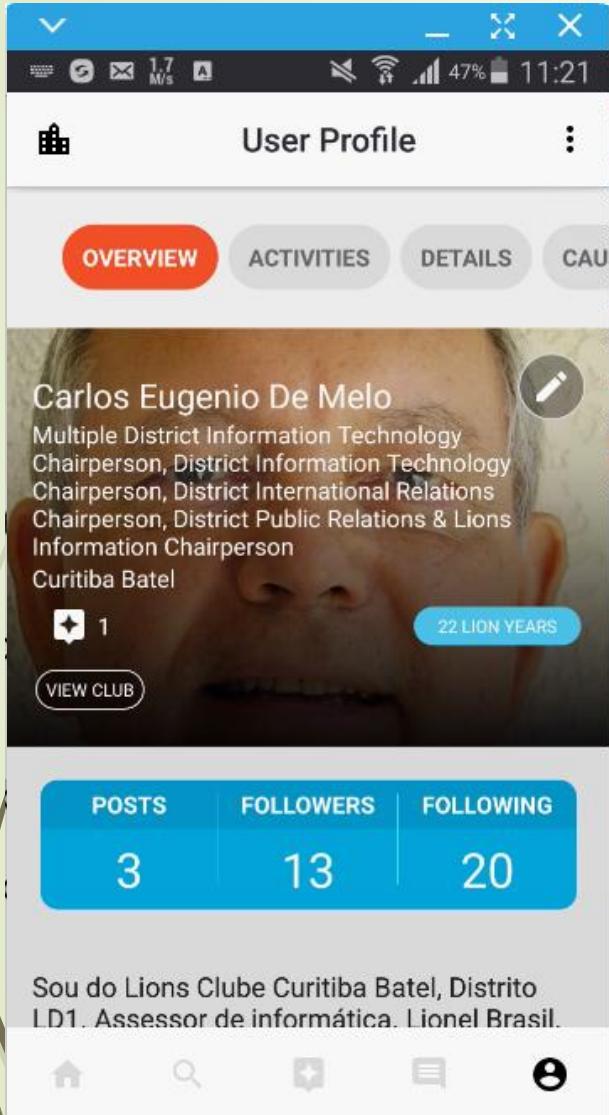 1.7
M/s
A
47%
11:21
User Profile
OVERVIEW
ACTIVITIES
DETAILS
CAU
Carlos Eugenio De Melo
Multiple District Information Technology
Chairperson, District Information Technology
Chairperson, District International Relations
Chairperson, District Public Relations & Lions
Information Chairperson
Curitiba Batel
1
22 LION YEARS
VIEW CLUB
POSTS
FOLLOWERS
FOLLOWING
3
13
20
Sou do Lions Clube Curitiba Batel, Distrito
LD1, Assessor de informática, Lionel Brasil,